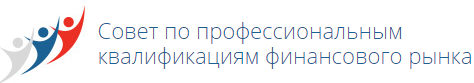 Совет по профессиональным
квалификациям финансового рынка